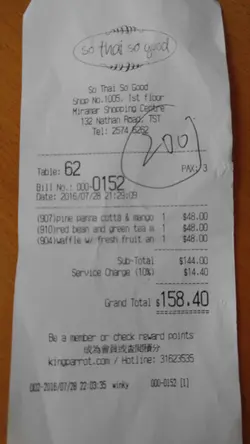 so thai so good
So Thai So Good
Shop No.1005, 1st floor
Miramar Shopping Centre
132 Nathan Road, TST
Tel: 2574 6262
200
Table: 62 PAX: 3
Bill No.: 000-0152
Date: 2016/07/28 21:29:09
(907)pine panna cotta & mango 1 $48.00
(910)red bean and green tea w 1 $48.00
(904)waffle w/fresh fruit an 1 $48.00
Sub-Total $144.00
Service Charge (10%) $14.40
Grand Total $158.40
Be a member or check reward points
成為會員或查閱積分
kingparrot.com / Hotline: 31623535
002-2016/07/28 22:03:35 winky 000-0152 [1]